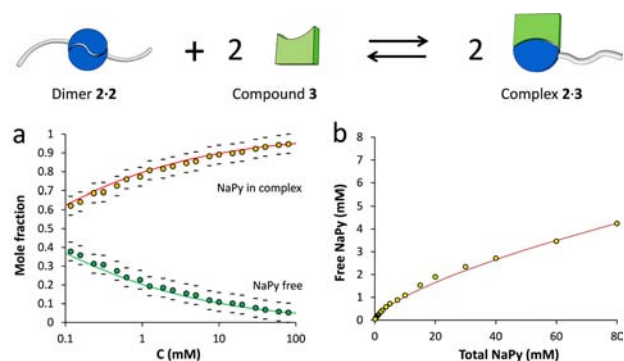 + 2 2
Dimer 2·2 Compound 3 Complex 2·3
a
Mole fraction
1
0.9
0.8
0.7
0.6
0.5
0.4
0.3
0.2
0.1
0
NaPy in complex
NaPy free
0.1 1 10 100
C (mM)
b
Free NaPy (mM)
8
7
6
5
4
3
2
1
0
0 20 40 60 80
Total NaPy (mM)